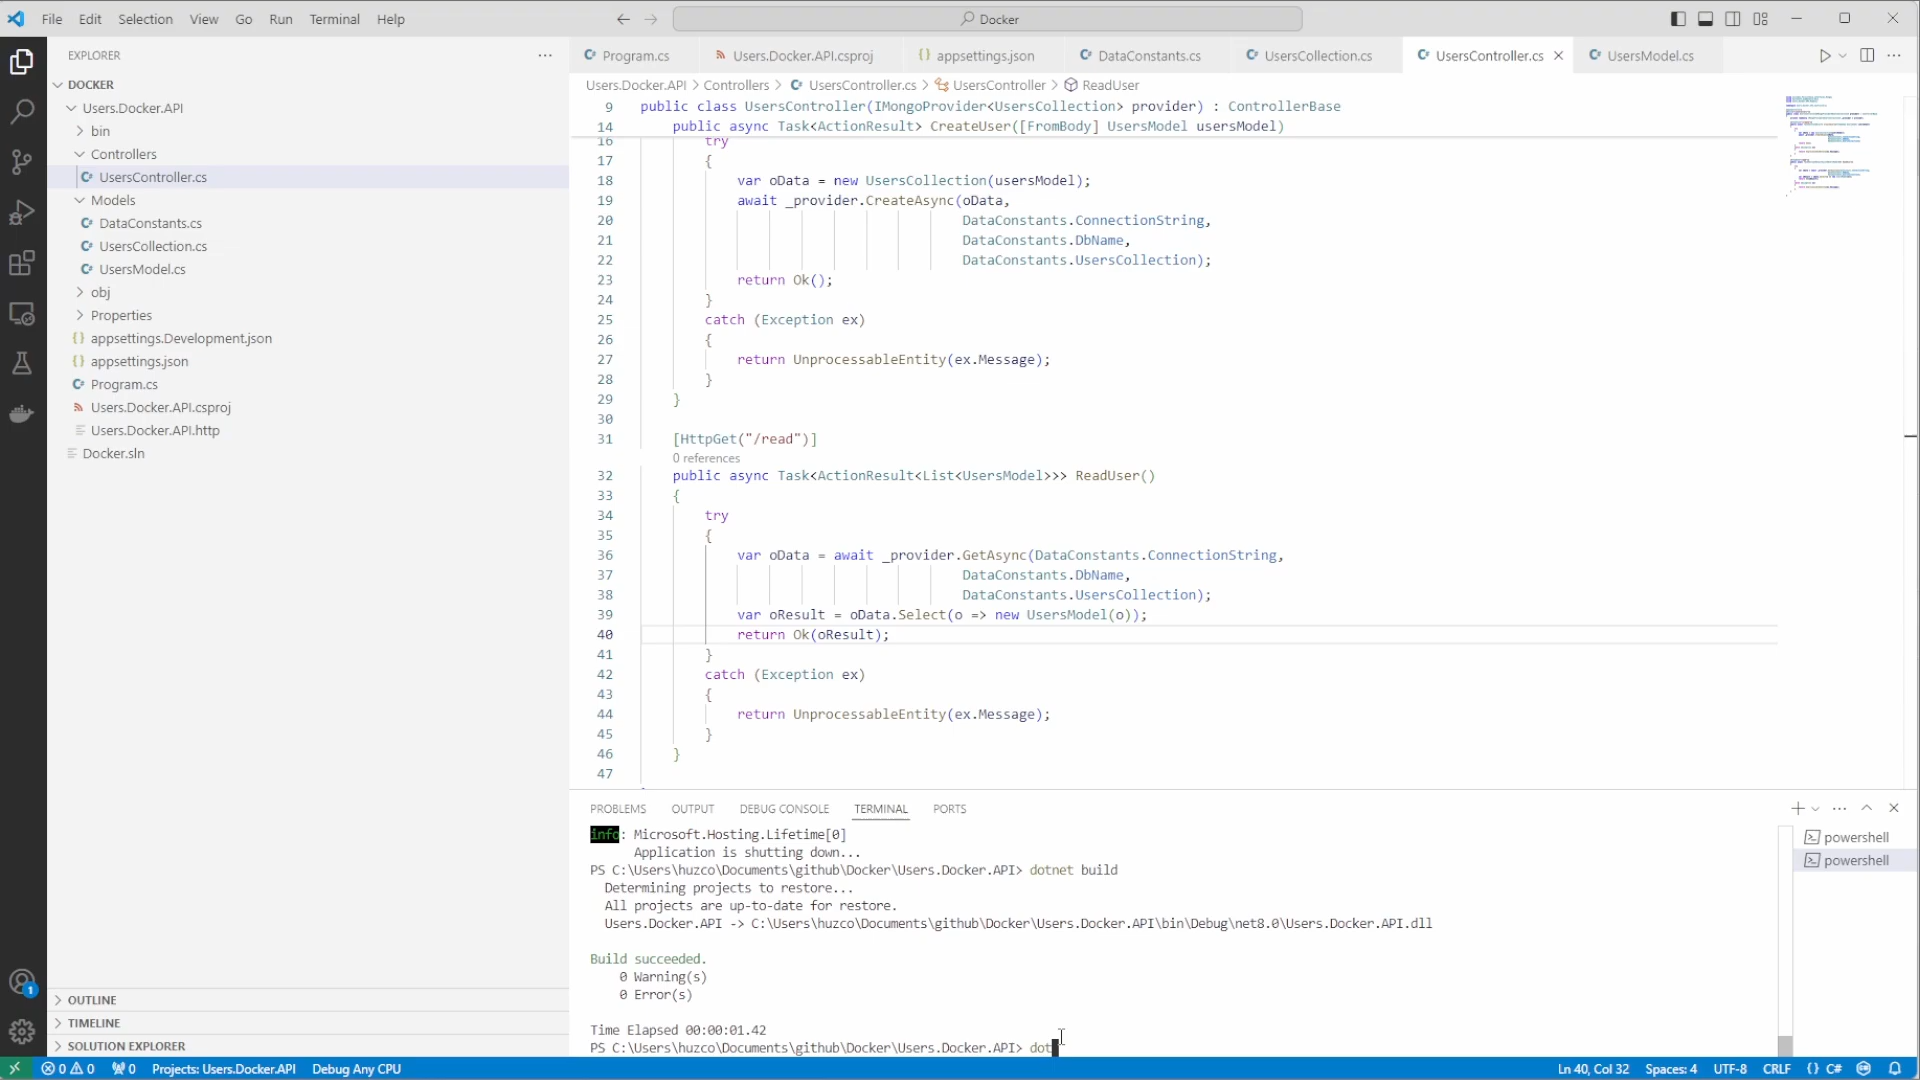 File Edit Selection View Go Run Terminal Help
Docker
EXPLORER
DOCKER
Users.Docker.API
bin
Controllers
UsersController.cs
Models
DataConstants.cs
UsersCollection.cs
UsersModel.cs
obj
Properties
appsettings.Development.json
appsettings.json
Program.cs
Users.Docker.API.csproj
Users.Docker.API.http
Docker.sln
OUTLINE
TIMELINE
SOLUTION EXPLORER
Program.cs Users.Docker.API.csproj appsettings.json DataConstants.cs UsersCollection.cs UsersController.cs UsersModel.cs
Users.Docker.API > Controllers > UsersController.cs > UsersController > ReadUser
9 public class UsersController(IMongoProvider<UsersCollection> provider) : ControllerBase
14 public async Task<ActionResult> CreateUser([FromBody] UsersModel usersModel)
16 try
17 {
18 var oData = new UsersCollection(usersModel);
19 await _provider.CreateAsync(oData,
20 DataConstants.ConnectionString,
21 DataConstants.DbName,
22 DataConstants.UsersCollection);
23 return Ok();
24 }
25 catch (Exception ex)
26 {
27 return UnprocessableEntity(ex.Message);
28 }
29 }
30
31 [HttpGet("/read")]
0 references
32 public async Task<ActionResult<List<UsersModel>>> ReadUser()
33 {
34 try
35 {
36 var oData = await _provider.GetAsync(DataConstants.ConnectionString,
37 DataConstants.DbName,
38 DataConstants.UsersCollection);
39 var oResult = oData.Select(o => new UsersModel(o));
40 return Ok(oResult);
41 }
42 catch (Exception ex)
43 {
44 return UnprocessableEntity(ex.Message);
45 }
46 }
47
PROBLEMS OUTPUT DEBUG CONSOLE TERMINAL PORTS
info: Microsoft.Hosting.Lifetime[0]
Application is shutting down...
PS C:\Users\huzco\Documents\github\Docker\Users.Docker.API> dotnet build
Determining projects to restore...
All projects are up-to-date for restore.
Users.Docker.API -> C:\Users\huzco\Documents\github\Docker\Users.Docker.API\bin\Debug\net8.0\Users.Docker.API.dll
Build succeeded.
0 Warning(s)
0 Error(s)
Time Elapsed 00:00:01.42
PS C:\Users\huzco\Documents\github\Docker\Users.Docker.API> dot
powershell
powershell
1
0 0 0 Projects: Users.Docker.API Debug Any CPU Ln 40, Col 32 Spaces: 4 UTF-8 CRLF {} C#